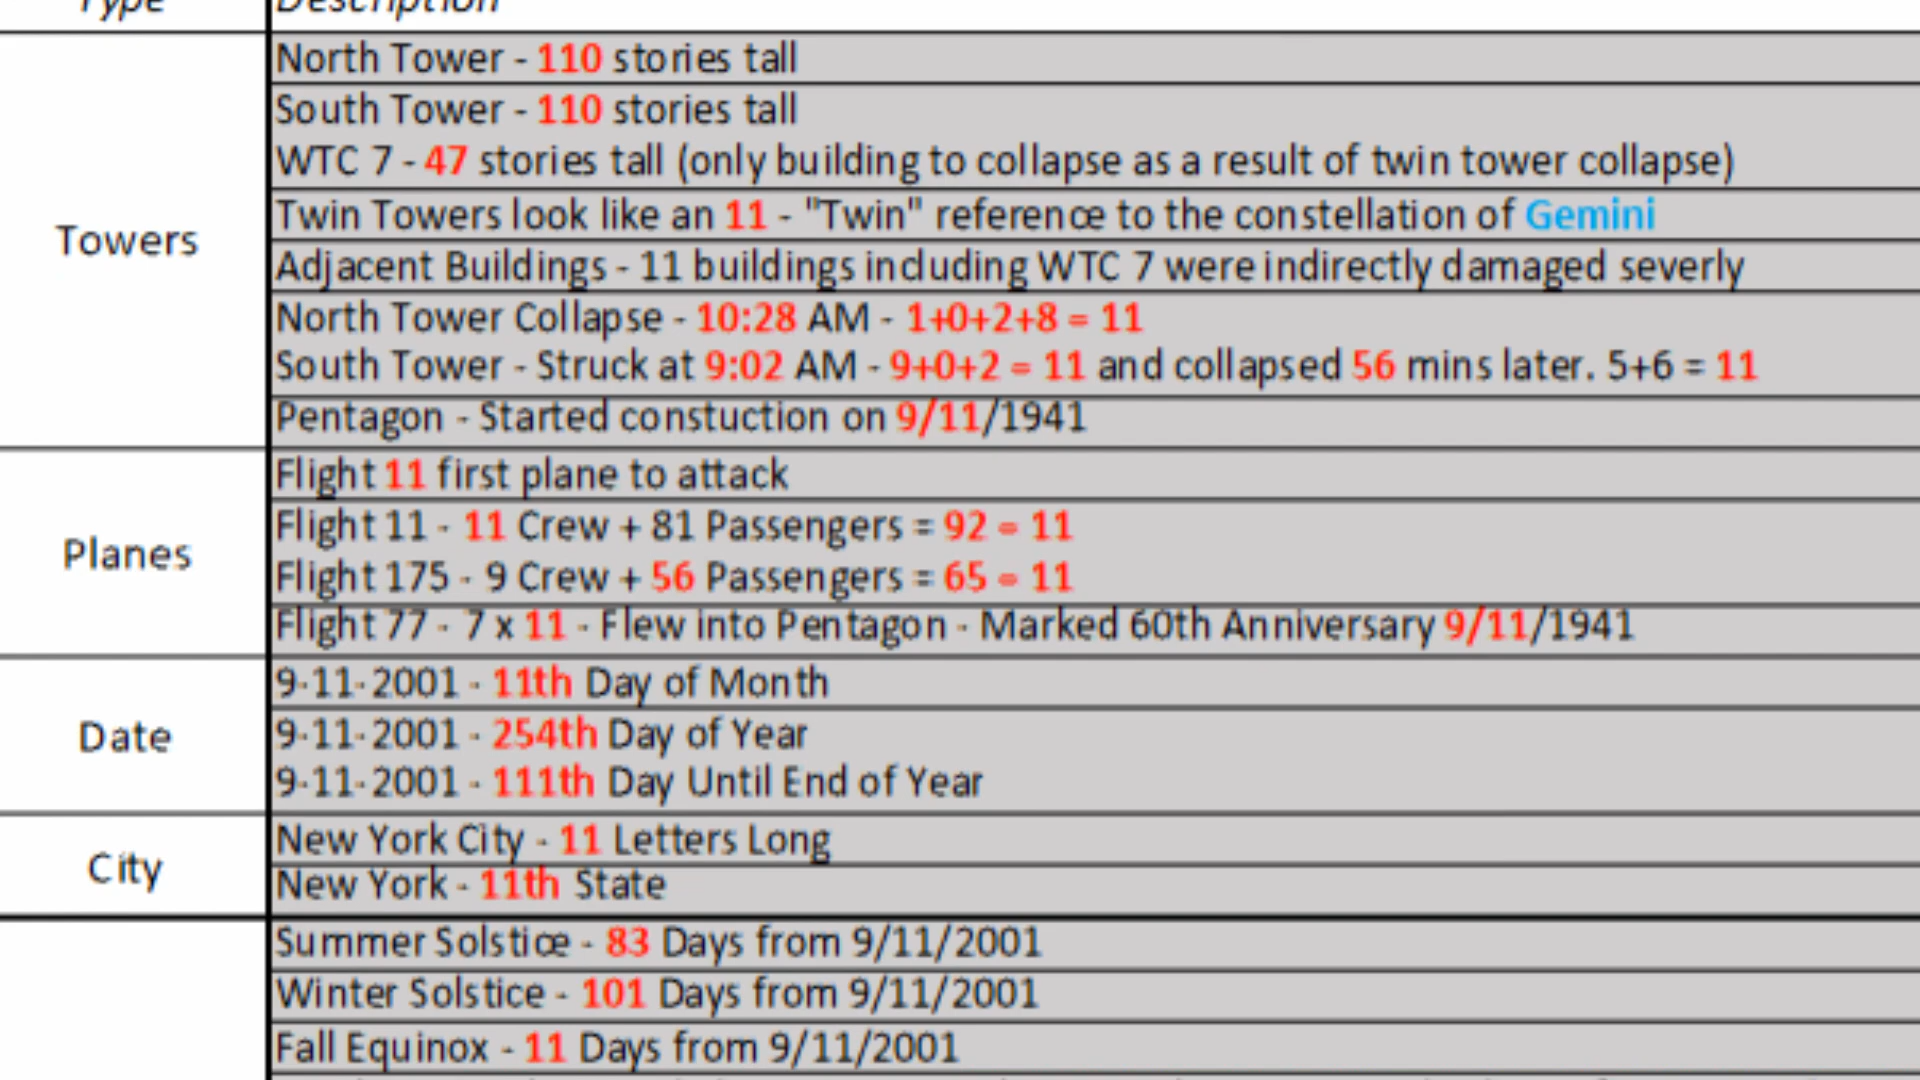 Type Description
North Tower - 110 stories tall
South Tower - 110 stories tall
WTC 7 - 47 stories tall (only building to collapse as a result of twin tower collapse)
Twin Towers look like an 11 - "Twin" reference to the constellation of Gemini
Towers
Adjacent Buildings - 11 buildings including WTC 7 were indirectly damaged severly
North Tower Collapse - 10:28 AM - 1+0+2+8 = 11
South Tower - Struck at 9:02 AM - 9+0+2 = 11 and collapsed 56 mins later. 5+6 = 11
Pentagon - Started constuction on 9/11/1941
Flight 11 first plane to attack
Flight 11 - 11 Crew + 81 Passengers = 92 = 11
Planes
Flight 175 - 9 Crew + 56 Passengers = 65 = 11
Flight 77 - 7 x 11 - Flew into Pentagon - Marked 60th Anniversary 9/11/1941
9-11-2001 - 11th Day of Month
9-11-2001 - 254th Day of Year
Date
9-11-2001 - 111th Day Until End of Year
New York City - 11 Letters Long
City
New York - 11th State
Summer Solstice - 83 Days from 9/11/2001
Winter Solstice - 101 Days from 9/11/2001
Fall Equinox - 11 Days from 9/11/2001